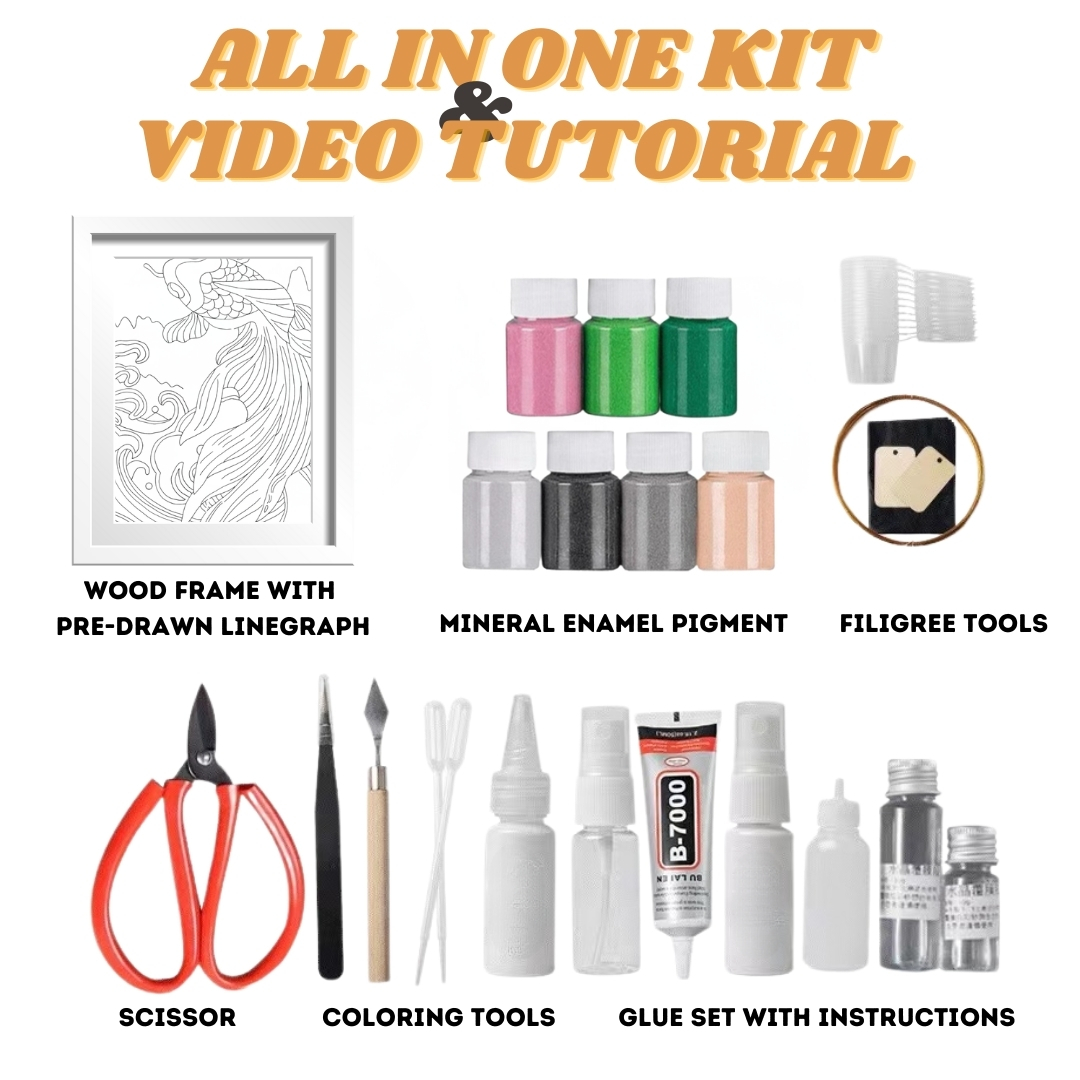 ALL IN ONE KIT
&
VIDEO TUTORIAL
WOOD FRAME WITH
PRE-DRAWN LINEGRAPH
MINERAL ENAMEL PIGMENT
FILIGREE TOOLS
B-7000
SCISSOR
COLORING TOOLS
GLUE SET WITH INSTRUCTIONS